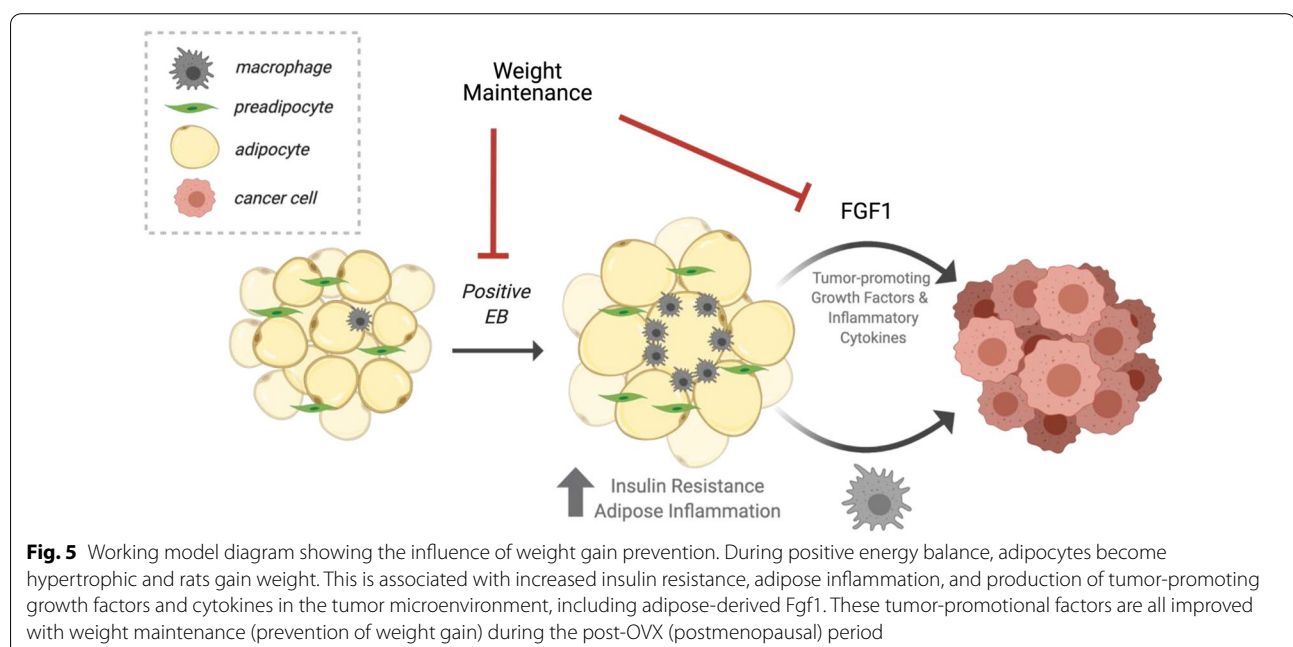 macrophage
preadipocyte
adipocyte
cancer cell
Weight
Maintenance
Positive
EB
FGF1
Tumor-promoting
Growth Factors &
Inflammatory
Cytokines
Insulin Resistance
Adipose Inflammation
Fig. 5 Working model diagram showing the influence of weight gain prevention. During positive energy balance, adipocytes become
hypertrophic and rats gain weight. This is associated with increased insulin resistance, adipose inflammation, and production of tumor-promoting
growth factors and cytokines in the tumor microenvironment, including adipose-derived Fgf1. These tumor-promotional factors are all improved
with weight maintenance (prevention of weight gain) during the post-OVX (postmenopausal) period